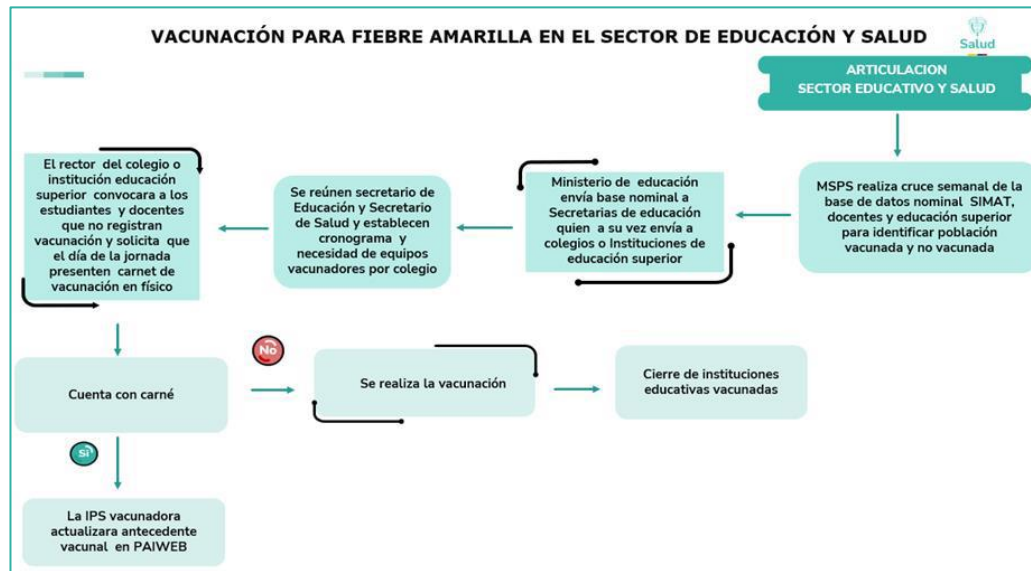 VACUNACIÓN PARA FIEBRE AMARILLA EN EL SECTOR DE EDUCACIÓN Y SALUD
Salud
ARTICULACION
SECTOR EDUCATIVO Y SALUD
MSPS realiza cruce semanal de la
base de datos nominal SIMAT,
docentes y educación superior
para identificar población
vacunada y no vacunada
Ministerio de educación
envía base nominal a
Secretarias de educación
quien a su vez envía a
colegios o Instituciones de
educación superior
Se reúnen secretario de
Educación y Secretario
de Salud y establecen
cronograma y
necesidad de equipos
vacunadores por colegio
El rector del colegio o
institución educación
superior convocara a los
estudiantes y docentes
que no registran
vacunación y solicita que
el día de la jornada
presenten carnet de
vacunación en físico
Cuenta con carné
No
Se realiza la vacunación
Cierre de instituciones
educativas vacunadas
Si
La IPS vacunadora
actualizara antecedente
vacunal en PAIWEB